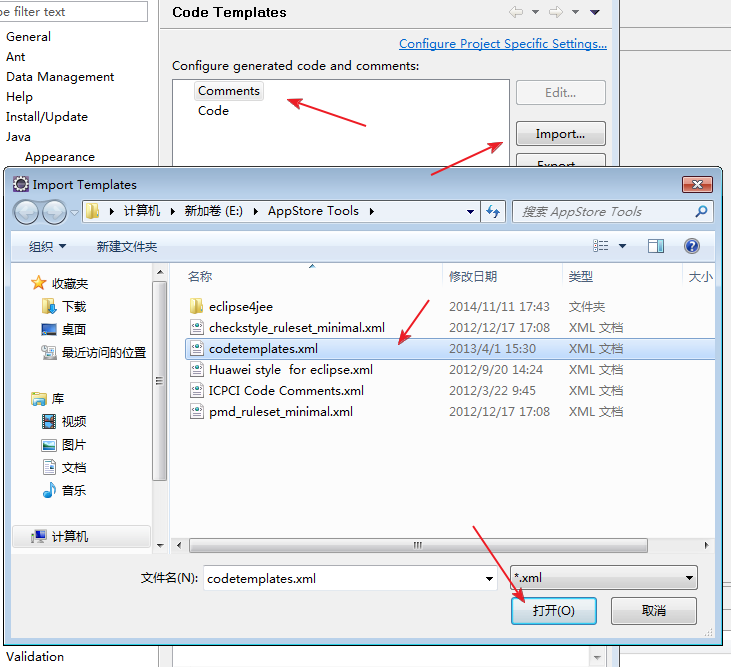 pe filter text
Code Templates
General
Ant
Data Management
Help
Install/Update
Java
Appearance
Configure Project Specific Settings...
Configure generated code and comments:
Comments
Code
Edit...
Import...
Export...
Import Templates
计算机
新加卷 (E:)
AppStore Tools
搜索 AppStore Tools
组织
新建文件夹
收藏夹
下载
桌面
最近访问的位置
库
视频
图片
文档
音乐
计算机
名称 修改日期 类型 大小
eclipse4jee 2014/11/11 17:43 文件夹
checkstyle_ruleset_minimal.xml 2012/12/17 17:08 XML 文档
codetemplates.xml 2013/4/1 15:30 XML 文档
Huawei style  for eclipse.xml 2012/9/20 14:24 XML 文档
ICPCI Code Comments.xml 2012/3/22 9:45 XML 文档
pmd_ruleset_minimal.xml 2012/12/17 17:08 XML 文档
文件名(N): codetemplates.xml
*.xml
打开(O)
取消
Validation